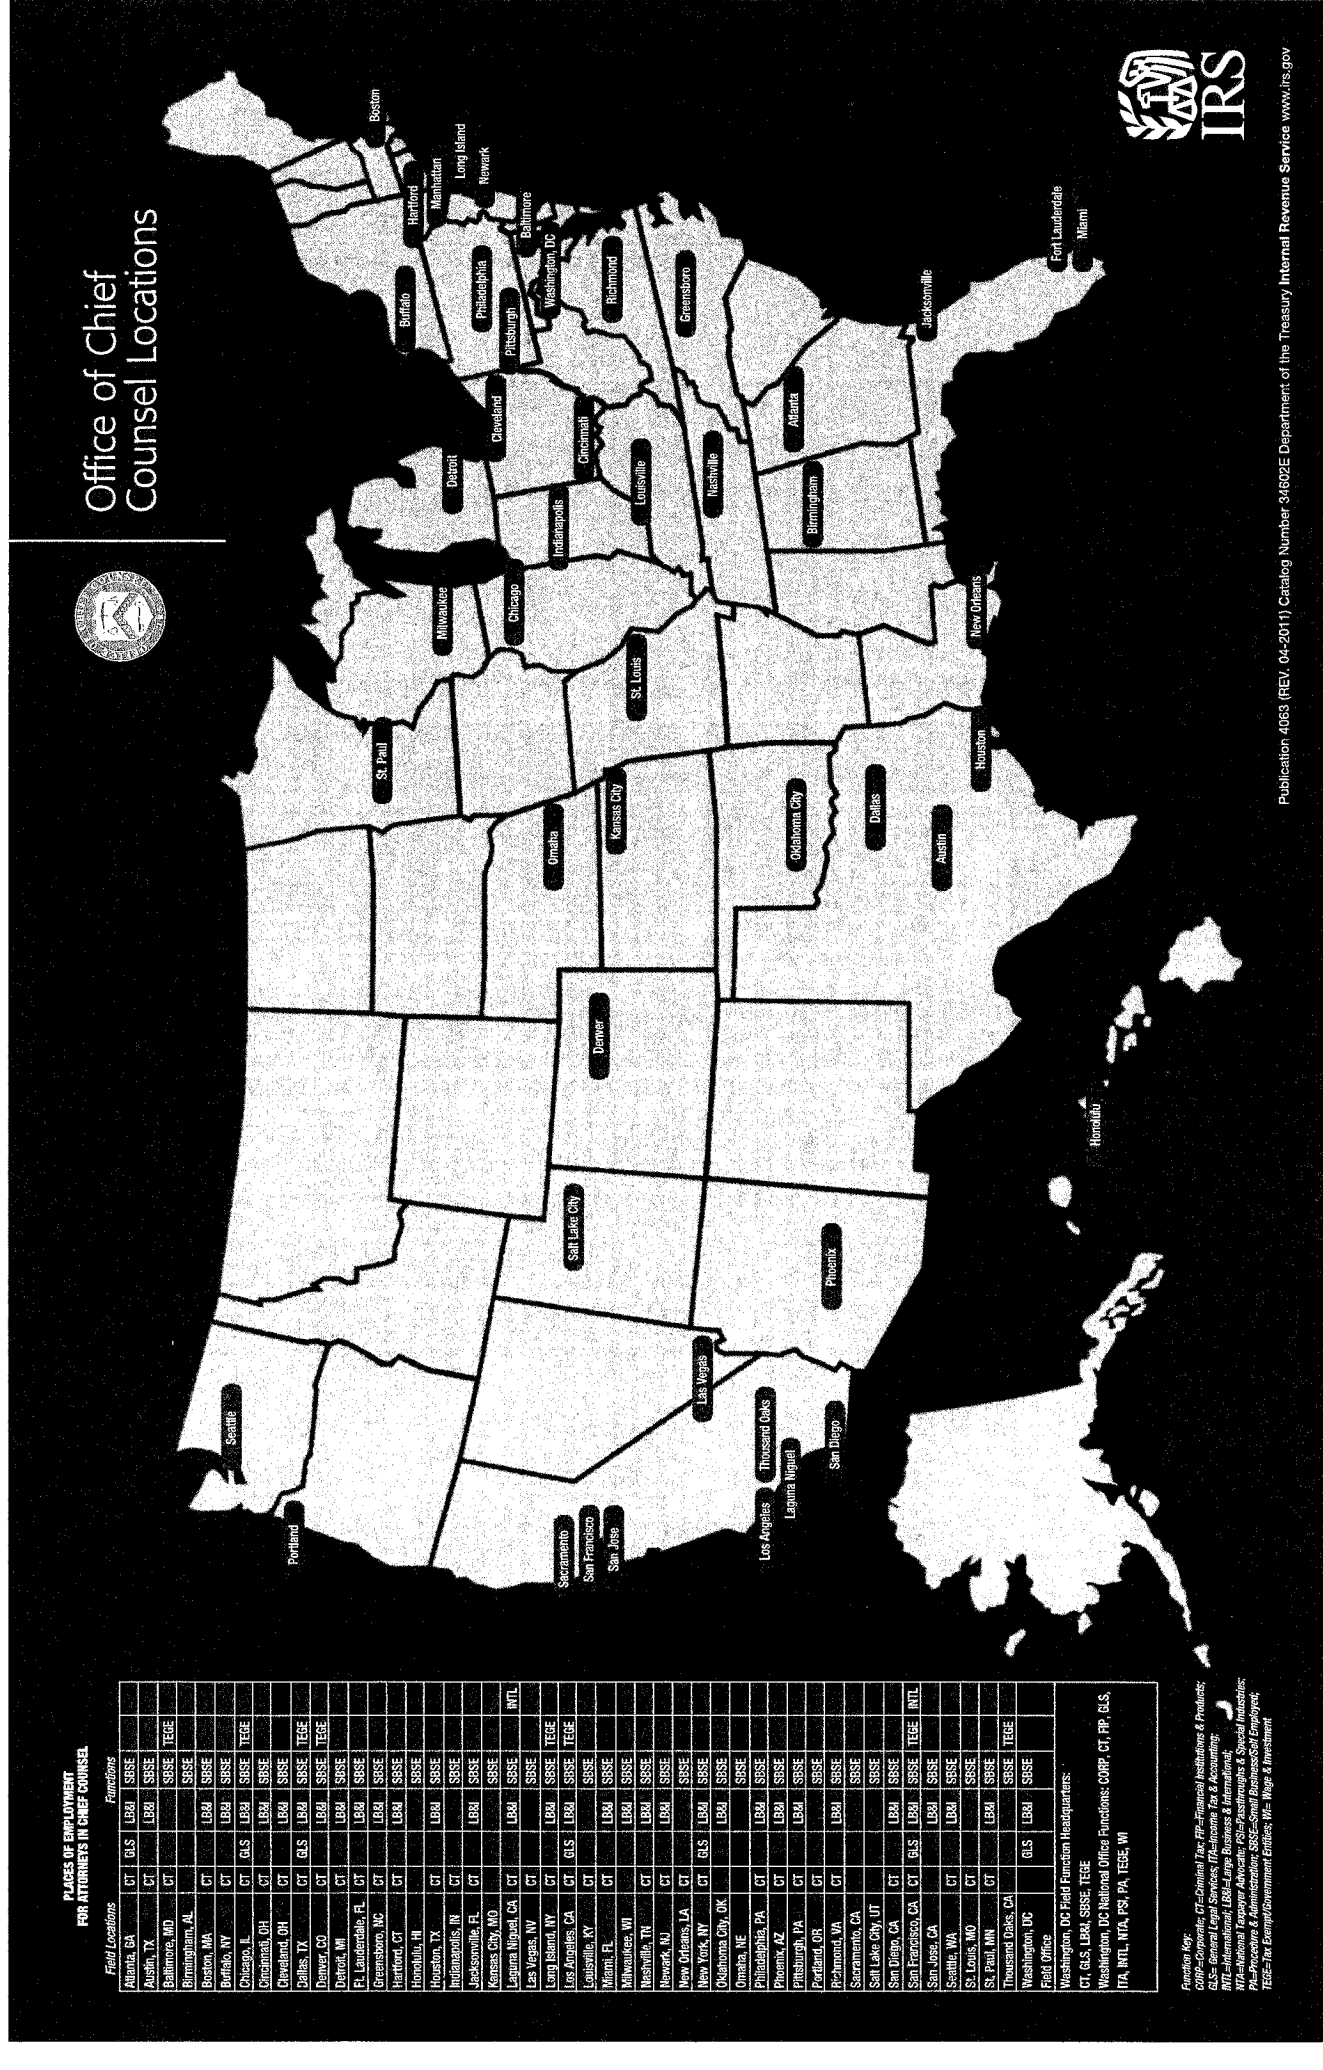 Office of Chief
Counsel Locations
Seattle
Portland
Sacramento
San Francisco
San Jose
Los Angeles
Thousand Oaks
Laguna Niguel
San Diego
Las Vegas
Salt Lake City
Phoenix
Denver
Honolulu
St. Paul
Omaha
Kansas City
Oklahoma City
Dallas
Austin
Houston
St. Louis
New Orleans
Milwaukee
Chicago
Indianapolis
Detroit
Cleveland
Cincinnati
Louisville
Nashville
Birmingham
Atlanta
Buffalo
Pittsburgh
Philadelphia
Washington, DC
Richmond
Greensboro
Jacksonville
Fort Lauderdale
Miami
Boston
Hartford
Manhattan
Long Island
Newark
Baltimore
IRS
PLACES OF EMPLOYMENT
FOR ATTORNEYS IN CHIEF COUNSEL
Field Locations Functions
Atlanta, GA CT GLS LB&I SBSE
Austin, TX CT LB&I SBSE
Baltimore, MD CT SBSE TEGE
Birmingham, AL SBSE
Boston, MA CT LB&I SBSE
Buffalo, NY CT LB&I SBSE
Chicago, IL CT GLS LB&I SBSE TEGE
Cincinnati, OH CT LB&I SBSE
Cleveland, OH CT LB&I SBSE
Dallas, TX CT GLS LB&I SBSE TEGE
Denver, CO CT LB&I SBSE TEGE
Detroit, MI CT LB&I SBSE
Ft. Lauderdale, FL CT LB&I SBSE
Greensboro, NC CT LB&I SBSE
Hartford, CT CT LB&I SBSE
Honolulu, HI SBSE
Houston, TX CT LB&I SBSE
Indianapolis, IN CT SBSE
Jacksonville, FL CT LB&I SBSE
Kansas City, MO CT SBSE
Laguna Niguel, CA CT LB&I SBSE INTL
Las Vegas, NV CT SBSE
Long Island, NY CT LB&I SBSE TEGE
Los Angeles, CA CT GLS LB&I SBSE TEGE
Louisville, KY CT SBSE
Miami, FL CT LB&I SBSE
Milwaukee, WI LB&I SBSE
Nashville, TN CT LB&I SBSE
Newark, NJ CT LB&I SBSE
New Orleans, LA CT SBSE
New York, NY CT GLS LB&I SBSE
Oklahoma City, OK CT LB&I SBSE
Omaha, NE SBSE
Philadelphia, PA CT LB&I SBSE
Phoenix, AZ CT LB&I SBSE
Pittsburgh, PA CT LB&I SBSE
Portland, OR CT SBSE
Richmond, VA CT LB&I SBSE
Sacramento, CA SBSE
Salt Lake City, UT SBSE
San Diego, CA CT LB&I SBSE
San Francisco, CA CT GLS LB&I SBSE TEGE INTL
San Jose, CA LB&I SBSE
Seattle, WA CT LB&I SBSE
St. Louis, MO CT SBSE
St. Paul, MN CT LB&I SBSE
Thousand Oaks, CA SBSE TEGE
Washington, DC GLS LB&I SBSE
Field Office
Washington, DC Field Function Headquarters:
CT, GLS, LB&I, SBSE, TEGE
Washington, DC National Office Functions: CORP, CT, FIP, GLS,
ITA, INTL, NTA, PSI, PA, TEGE, WI
Function Key:
CORP=Corporate; CT=Criminal Tax; FIP=Financial Institutions & Products;
GLS= General Legal Services; ITA=Income Tax & Accounting;
INTL=International; LB&I=Large Business & International;
NTA=National Taxpayer Advocate; PSI=Passthroughs & Special Industries;
PA=Procedure & Administration; SBSE=Small Business/Self Employed;
TEGE=Tax Exempt/Government Entities; WI= Wage & Investment
Publication 4063 (REV. 04-2011) Catalog Number 34602E Department of the Treasury Internal Revenue Service www.irs.gov